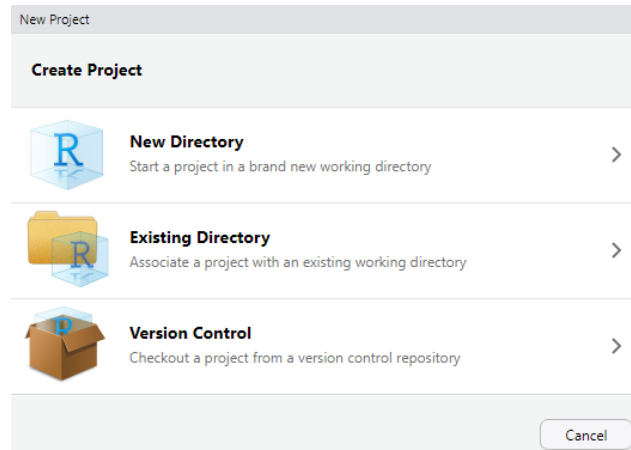 New Project
Create Project
R
New Directory
Start a project in a brand new working directory
R
Existing Directory
Associate a project with an existing working directory
R
Version Control
Checkout a project from a version control repository
Cancel